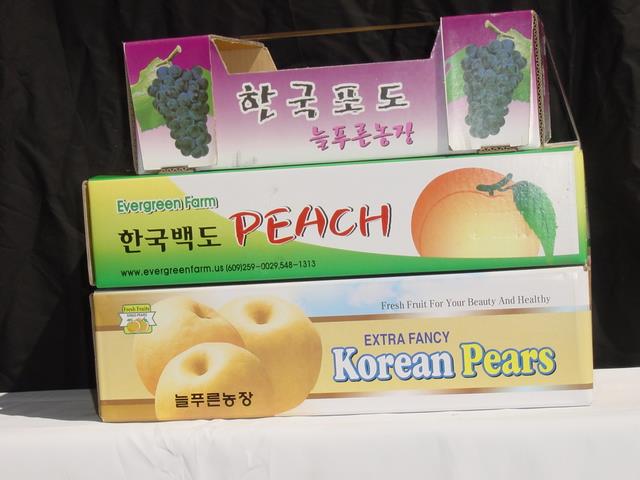 한국포도
늘푸른농장
Evergreen Farm
한국백도 PEACH
www.evergreenfarm.us (609)259-0029,548-1313
Fresh Fruits
Fresh Fruit For Your Beauty And Healthy
EXTRA FANCY
Korean Pears
늘푸른농장